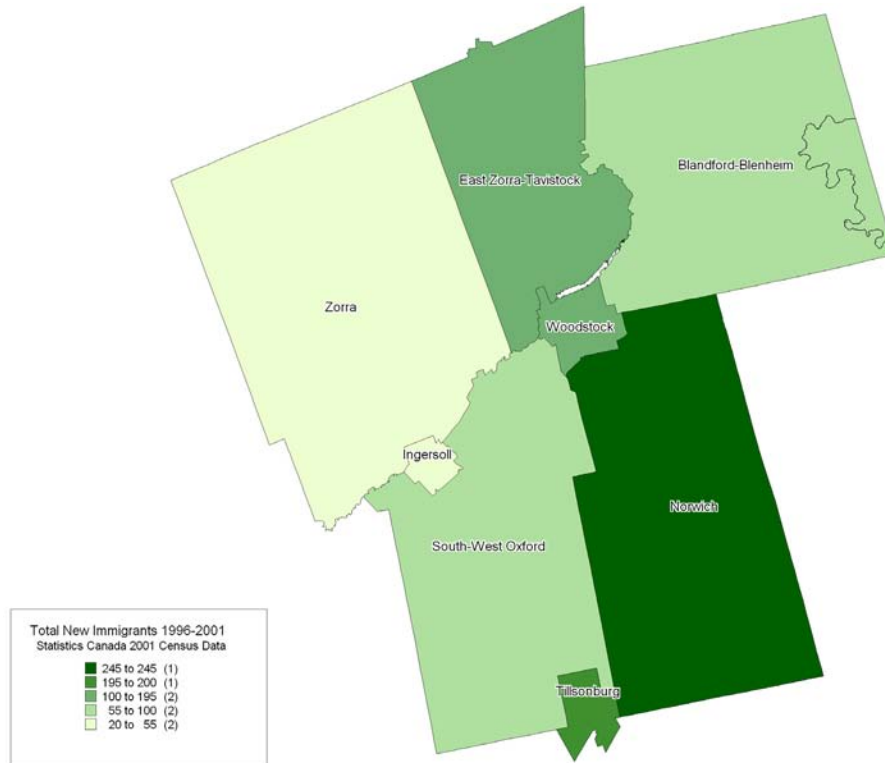 East Zorra-Tavistock
Blandford-Blenheim
Zorra
Woodstock
Ingersoll
Norwich
South-West Oxford
Tillsonburg
Total New Immigrants 1996-2001
Statistics Canada 2001 Census Data
245 to 245 (1)
195 to 200 (1)
100 to 195 (2)
55 to 100 (2)
20 to 55 (2)